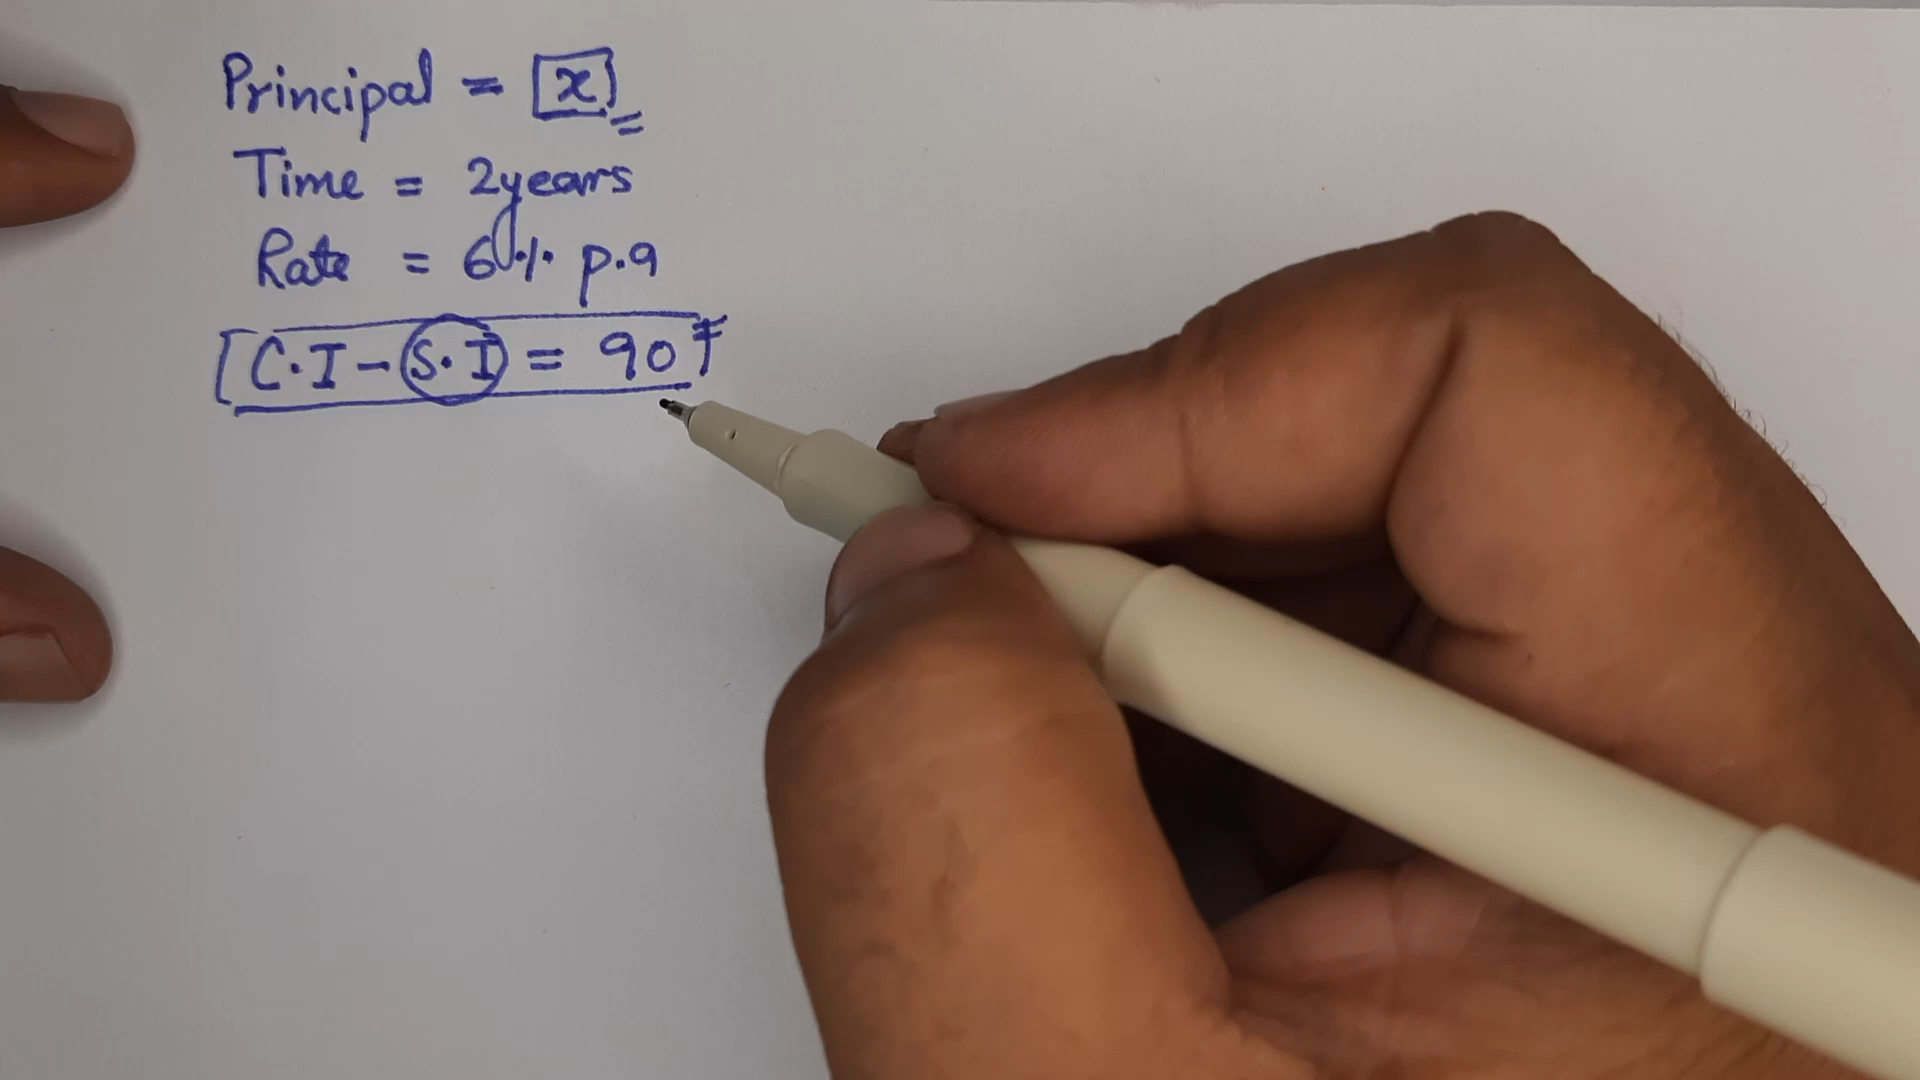 Principal = x
Time = 2years
Rate = 6% p.a
C.I - S.I = 90₹